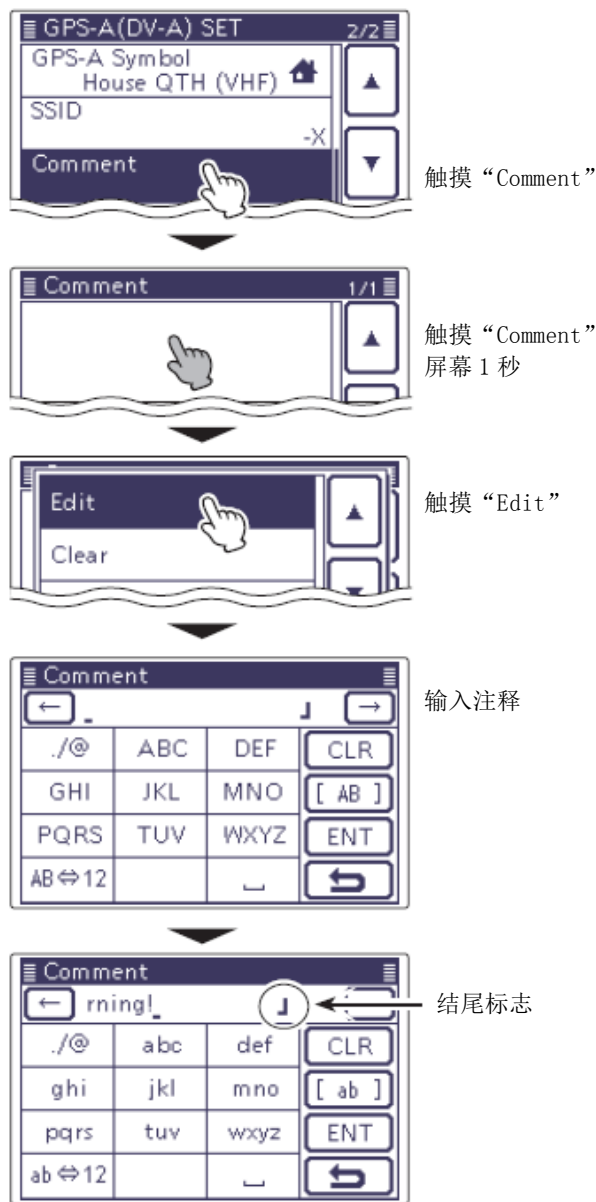 GPS-A(DV-A) SET 2/2
GPS-A Symbol
House QTH (VHF)
SSID
-X
Comment
触摸“Comment”
Comment 1/1
触摸“Comment”
屏幕1秒
Edit
Clear
触摸“Edit”
Comment
← _ ┘ →
输入注释
./@ ABC DEF CLR
GHI JKL MNO [ AB ]
PQRS TUV WXYZ ENT
AB⇔12 ⎵ ⮌
Comment
← rning!_ ┘
结尾标志
./@ abc def CLR
ghi jkl mno [ ab ]
pqrs tuv wxyz ENT
ab⇔12 ⎵ ⮌